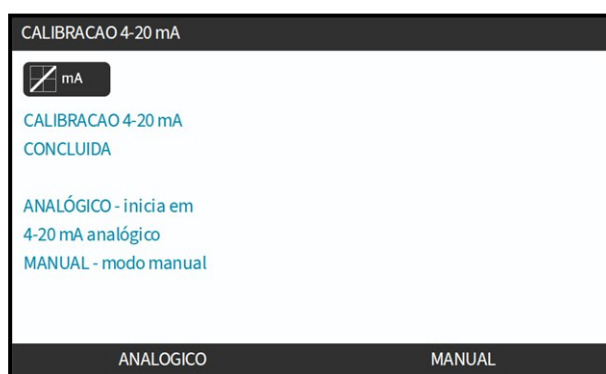 CALIBRACAO 4-20 mA
mA
CALIBRACAO 4-20 mA
CONCLUIDA
ANALÓGICO - inicia em
4-20 mA analógico
MANUAL - modo manual
ANALOGICO
MANUAL